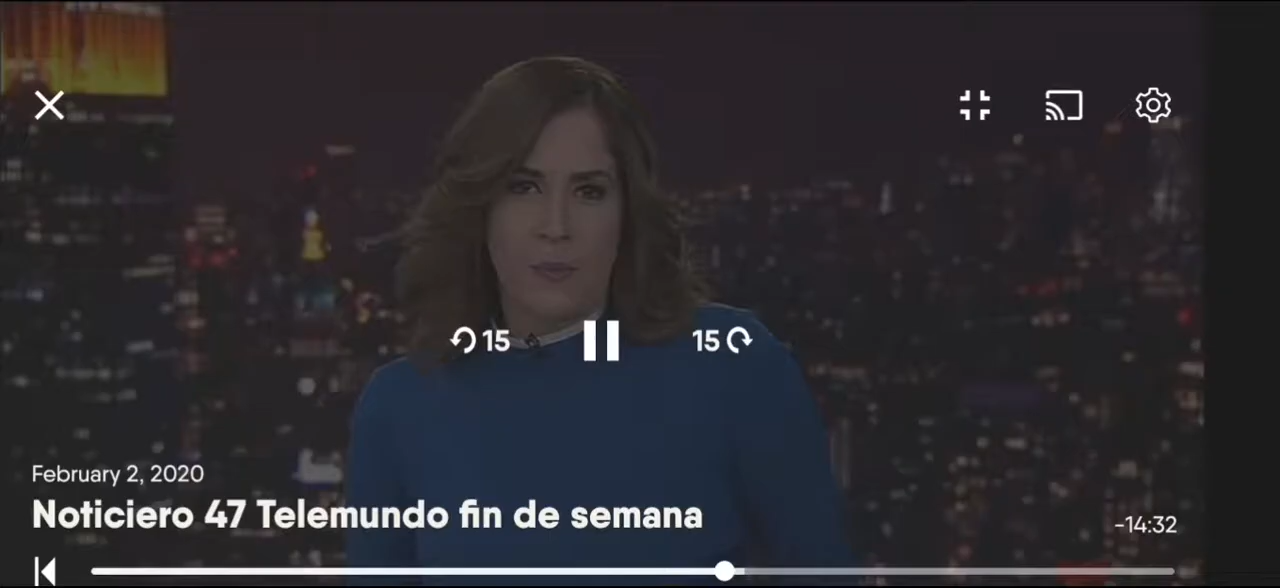 15
15
February 2, 2020
Noticiero 47 Telemundo fin de semana
-14:32